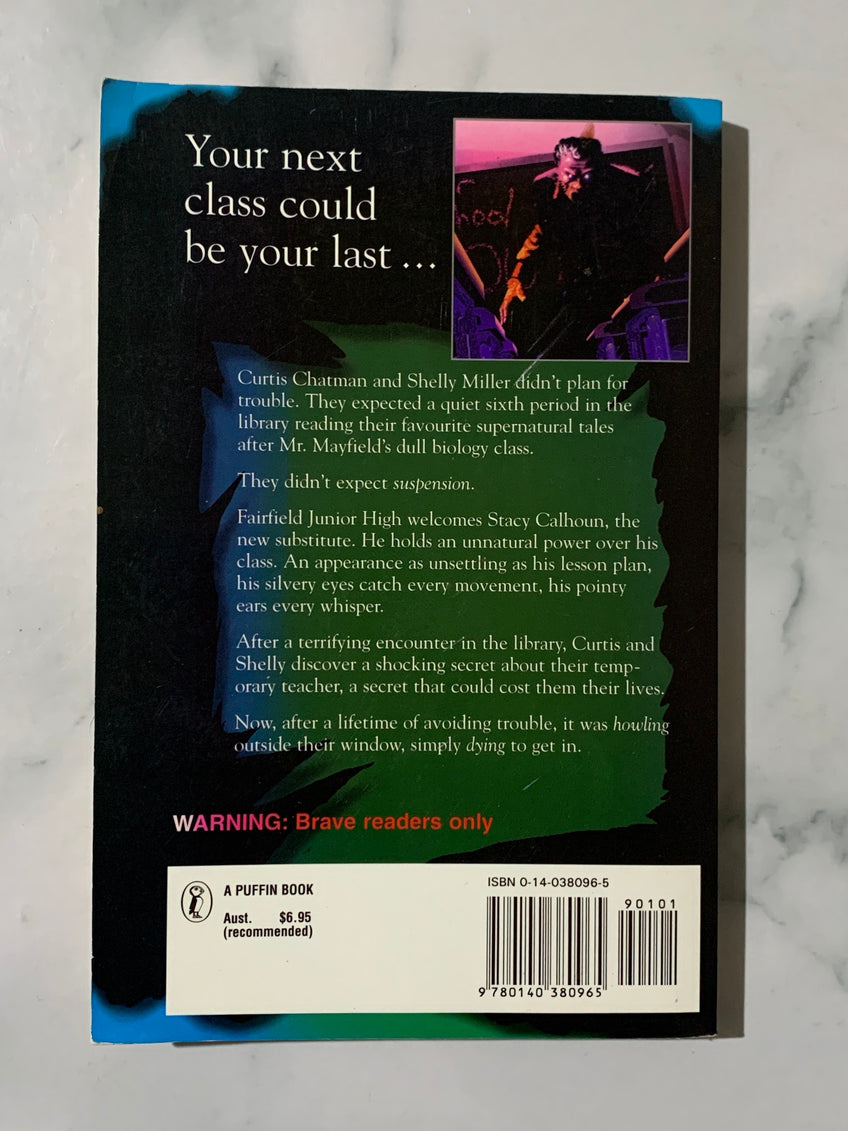 Your next
class could
be your last ...
hool
Curtis Chatman and Shelly Miller didn't plan for
trouble. They expected a quiet sixth period in the
library reading their favourite supernatural tales
after Mr. Mayfield's dull biology class.
They didn't expect suspension.
Fairfield Junior High welcomes Stacy Calhoun, the
new substitute. He holds an unnatural power over his
class. An appearance as unsettling as his lesson plan,
his silvery eyes catch every movement, his pointy
ears every whisper.
After a terrifying encounter in the library, Curtis and
Shelly discover a shocking secret about their temp-
orary teacher, a secret that could cost them their lives.
Now, after a lifetime of avoiding trouble, it was howling
outside their window, simply dying to get in.
WARNING: Brave readers only
A PUFFIN BOOK
Aust. $6.95
(recommended)
ISBN 0-14-038096-5
90101
9 780140 380965